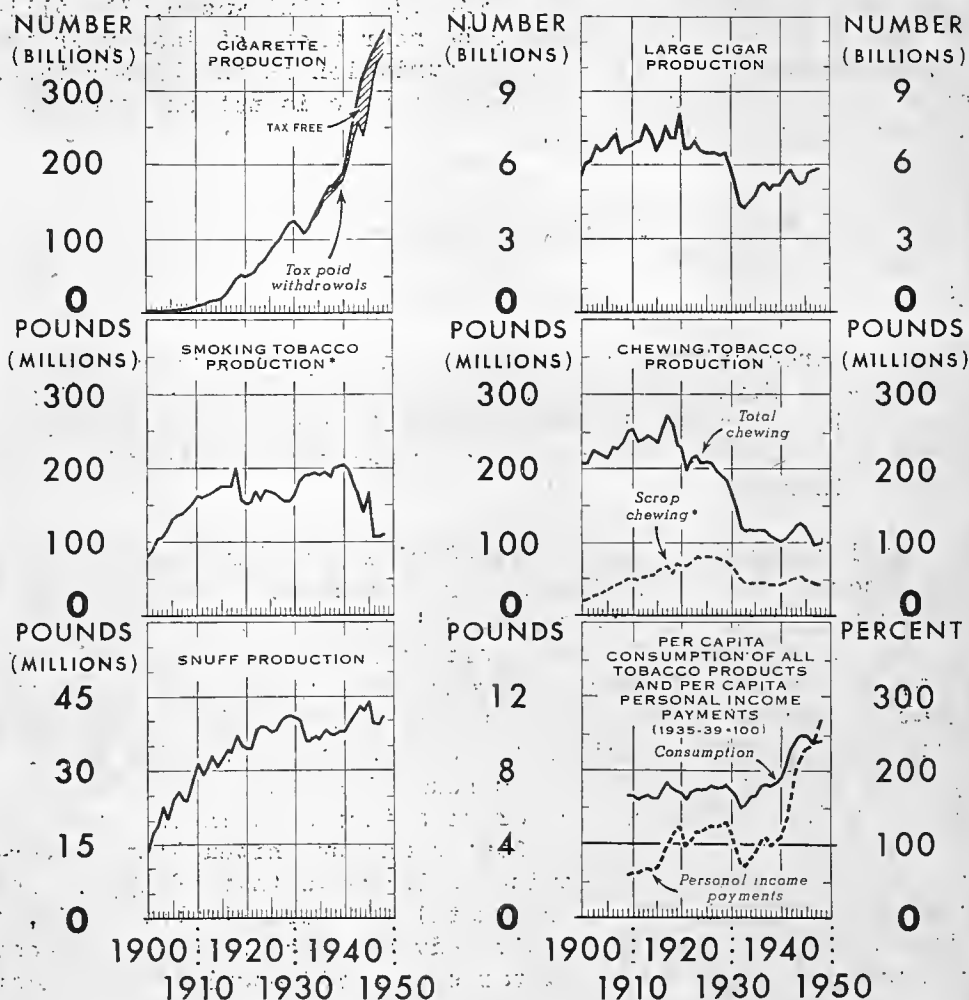 NUMBER
(BILLIONS)
300
200
100
0
CIGARETTE
PRODUCTION
TAX FREE
Tax paid
withdrawals
NUMBER
(BILLIONS)
9
6
3
0
LARGE CIGAR
PRODUCTION
NUMBER
(BILLIONS)
9
6
3
0
POUNDS
(MILLIONS)
300
200
100
0
SMOKING TOBACCO
PRODUCTION*
POUNDS
(MILLIONS)
300
200
100
0
CHEWING TOBACCO
PRODUCTION
Total
chewing
Scrop
chewing*
POUNDS
(MILLIONS)
300
200
100
0
POUNDS
(MILLIONS)
45
30
15
0
SNUFF PRODUCTION
POUNDS
12
8
4
0
PER CAPITA
CONSUMPTION OF ALL
TOBACCO PRODUCTS
AND PER CAPITA
PERSONAL INCOME
PAYMENTS
(1935-39=100)
Consumption
Personal income
payments
PERCENT
300
200
100
0
1900 1920 1940
1910 1930 1950
1900 1920 1940
1910 1930 1950